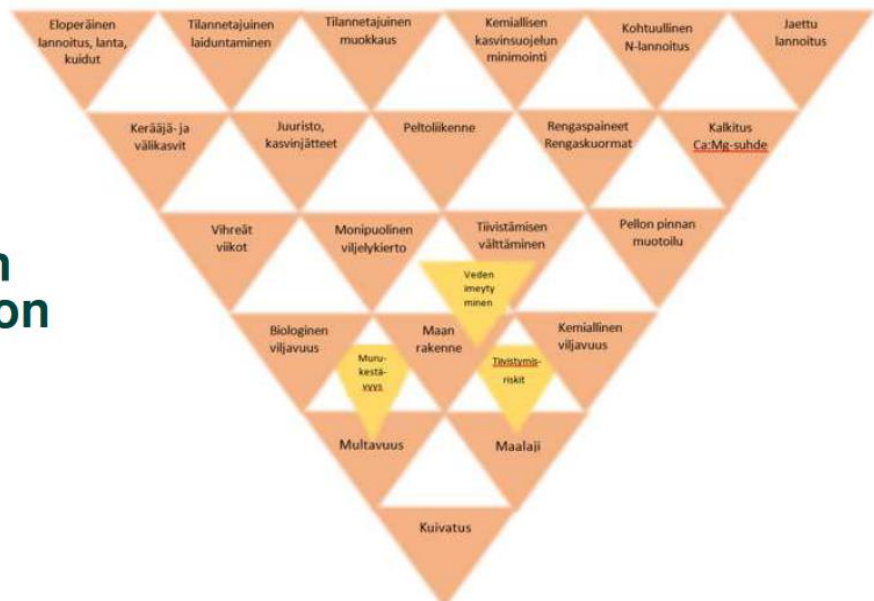 Eloperäinen
lannoitus, lanta,
kuidut
Tilannetajuinen
laiduntaminen
Tilannetajuinen
muokkaus
Kemiallisen
kasvinsuojelun
minimointi
Kohtuullinen
N-lannoitus
Jaettu
lannoitus
Kerääjä- ja
välikasvit
Juuristo,
kasvinjätteet
Peltoliikenne
Rengaspaineet
Rengaskuormat
Kalkitus
Ca:Mg-suhde
Vihreät
viikot
Monipuolinen
viljelykierto
Tiivistämisen
välttäminen
Pellon pinnan
muotoilu
Veden
imeyty
minen
Biologinen
viljavuus
Maan
rakenne
Kemiallinen
viljavuus
Muru-
kestä-
vyys
Tiivistymis-
riskit
Multavuus
Maalaji
Kuivatus
n
on